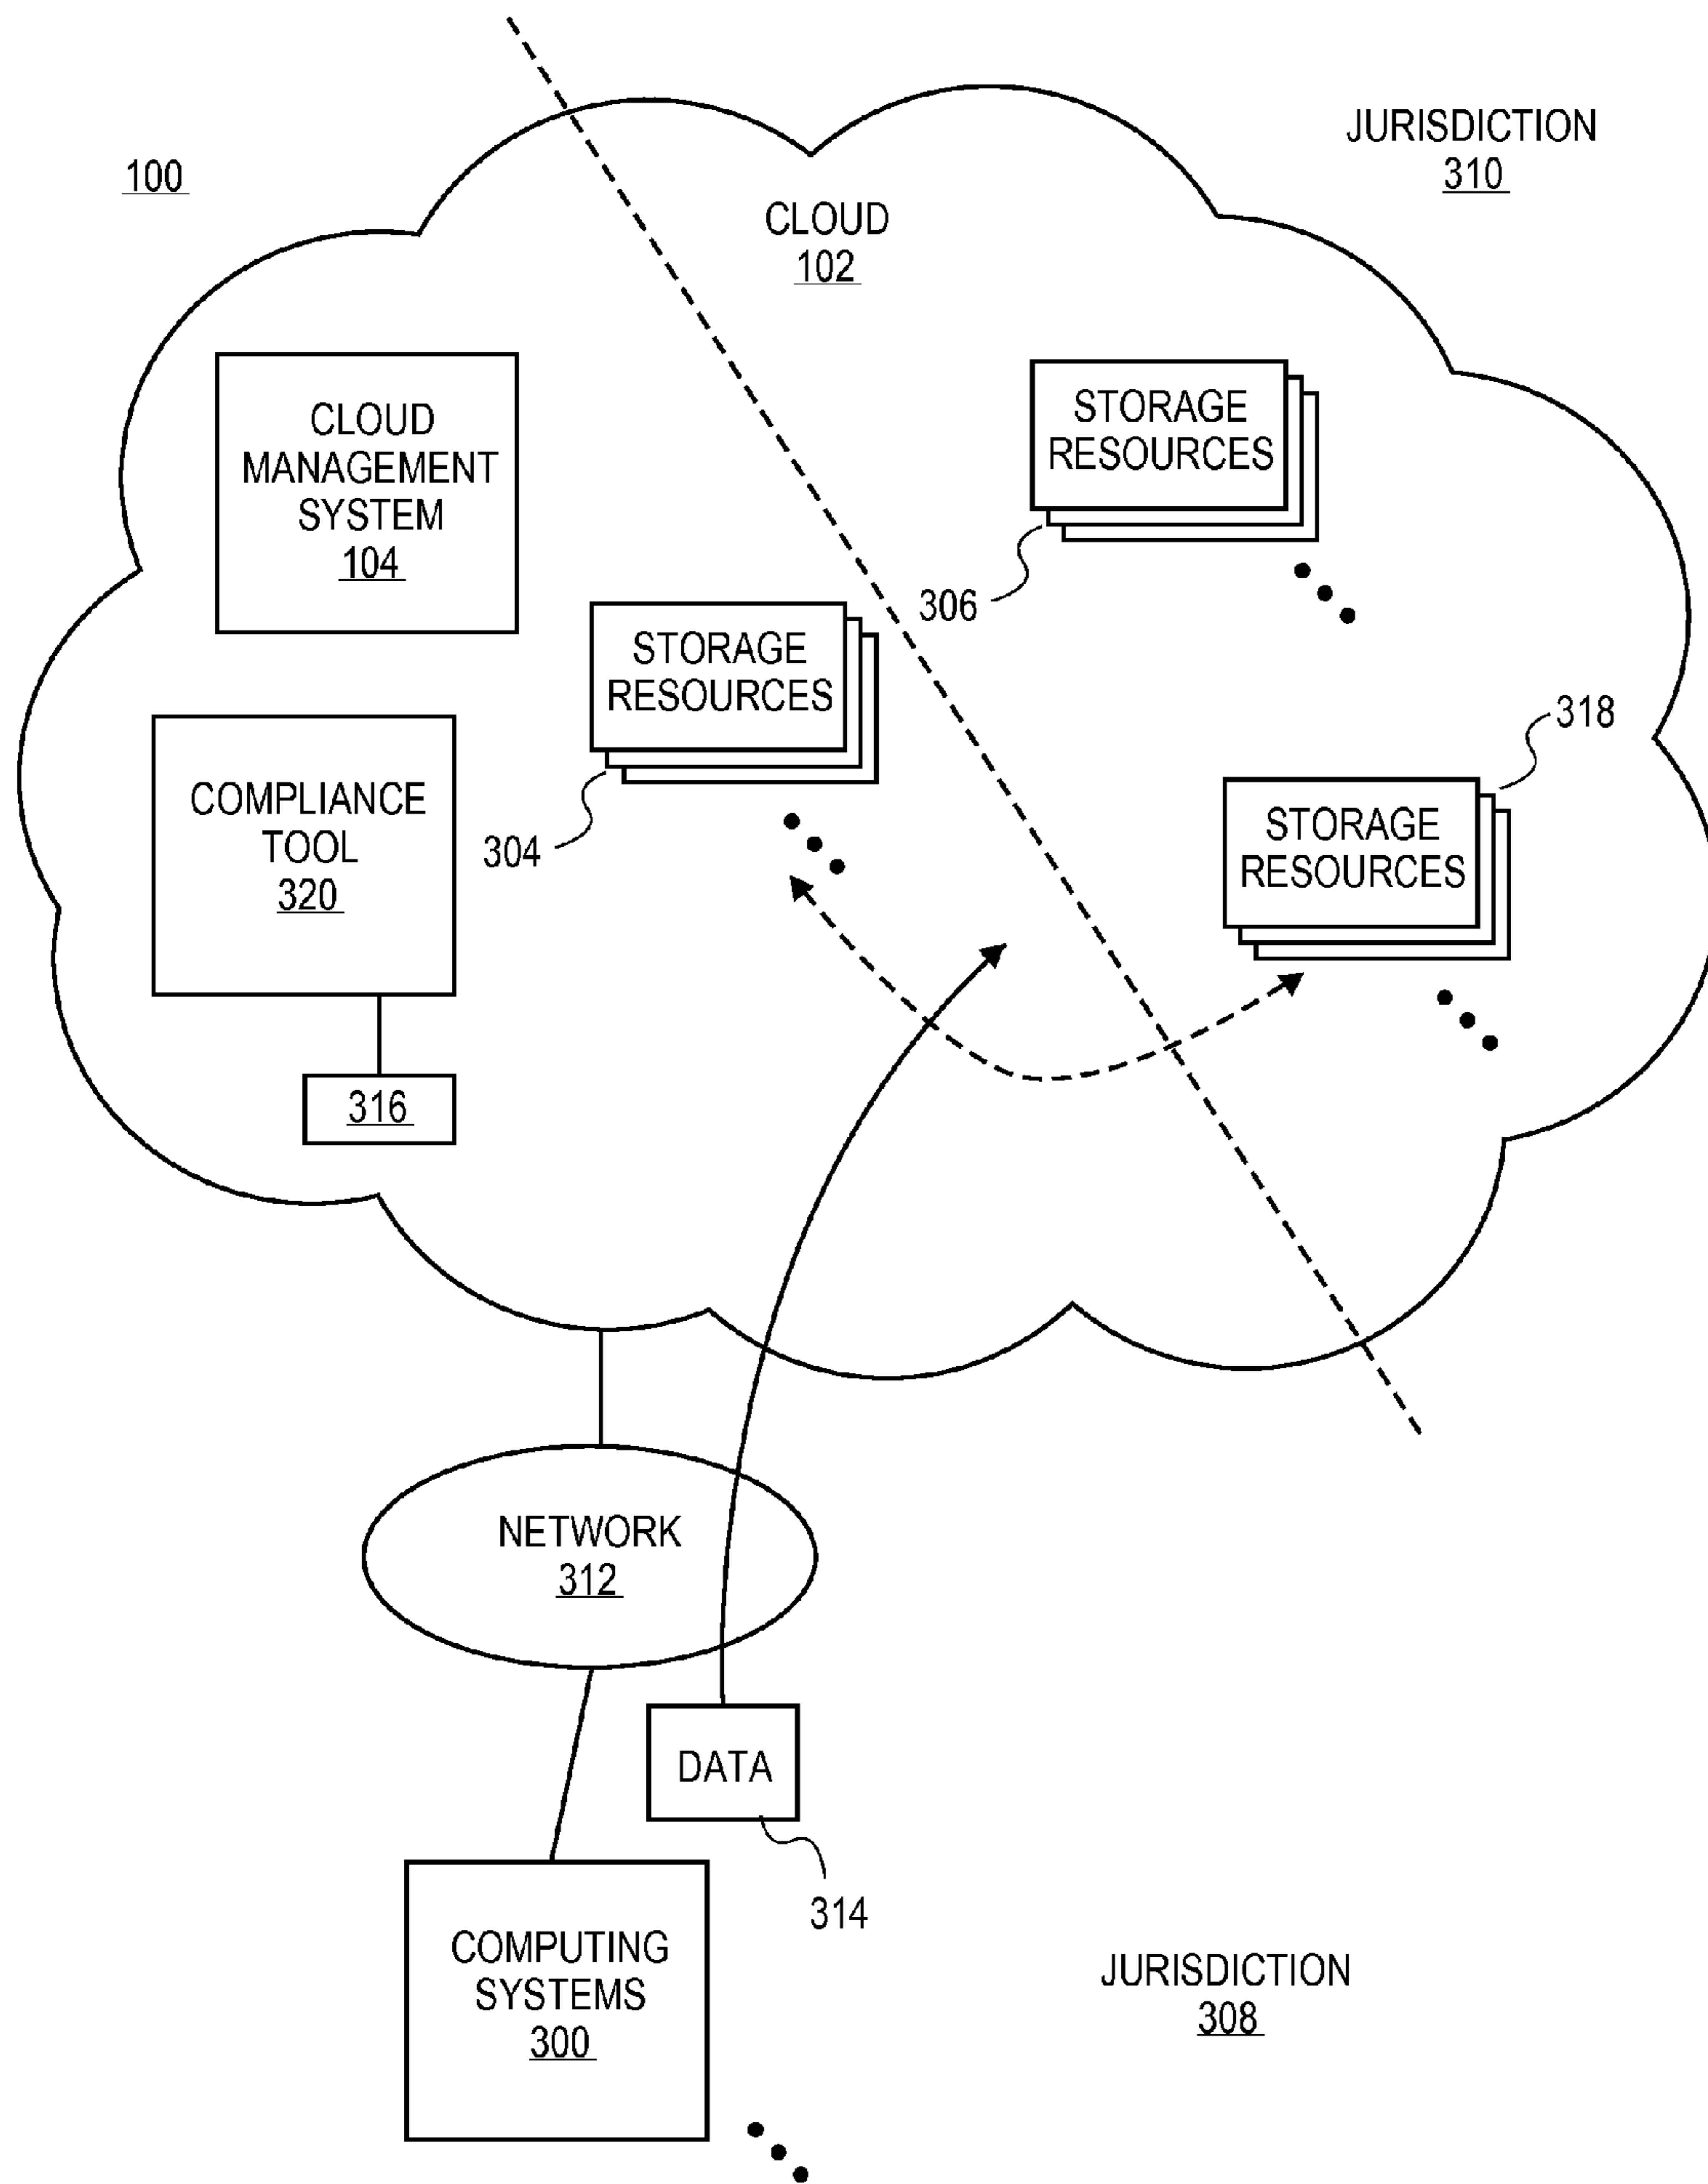 100
JURISDICTION
310
CLOUD
102
CLOUD
MANAGEMENT
SYSTEM
104
STORAGE
RESOURCES
306
STORAGE
RESOURCES
304
318
STORAGE
RESOURCES
COMPLIANCE
TOOL
320
316
NETWORK
312
DATA
314
COMPUTING
SYSTEMS
300
JURISDICTION
308